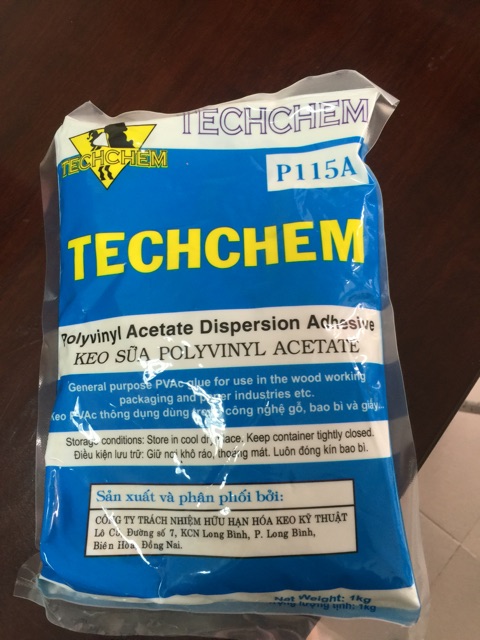 TECHCHEM
TECHCHEM
P115A
TECHCHEM
Polyvinyl Acetate Dispersion Adhesive
KEO SỮA POLYVINYL ACETATE
General purpose PVAc glue for use in the wood working
packaging and paper industries etc.
Keo PVAc thông dụng dùng công nghệ gỗ, bao bì và giấy...
Storage conditions: Store in cool dry place. Keep container tightly closed.
Điều kiện lưu trữ: Giữ nơi khô ráo, thoáng mát. Luôn đóng kín bao bì.
Sản xuất và phân phối bởi:
CÔNG TY TRÁCH NHIỆM HỮU HẠN HÓA KEO KỸ THUẬT
Lô Đường số 7, KCN Long Bình, P. Long Bình,
Biên Hòa, Đồng Nai.
Net Weight: 1kg
Trọng lượng tịnh: 1kg